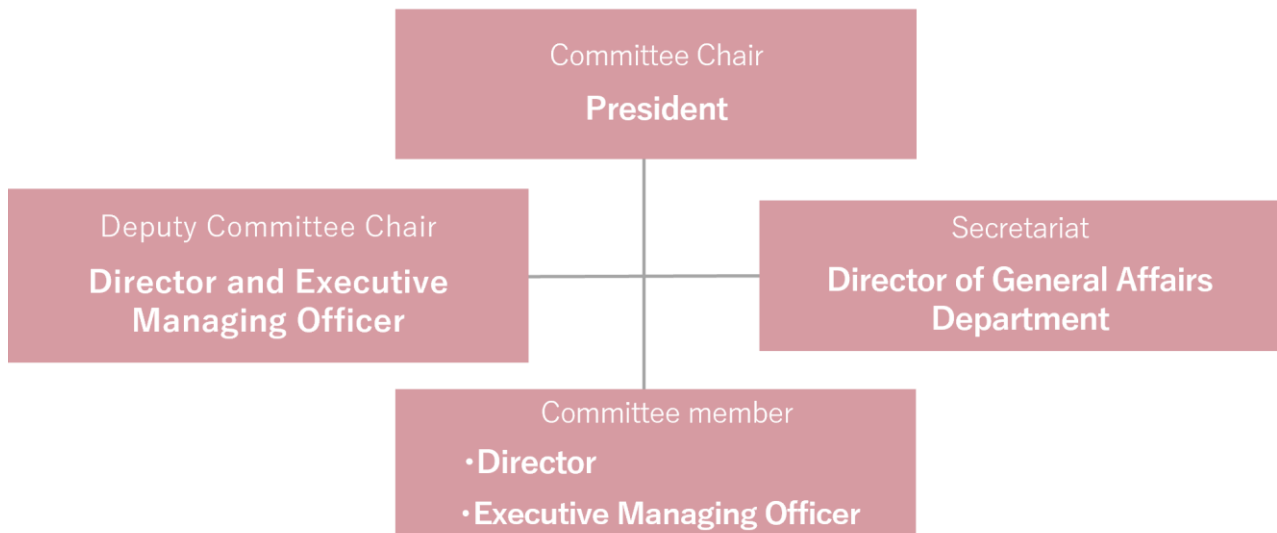 Committee Chair
President
Deputy Committee Chair
Director and Executive
Managing Officer
Secretariat
Director of General Affairs
Department
Committee member
・Director
・Executive Managing Officer